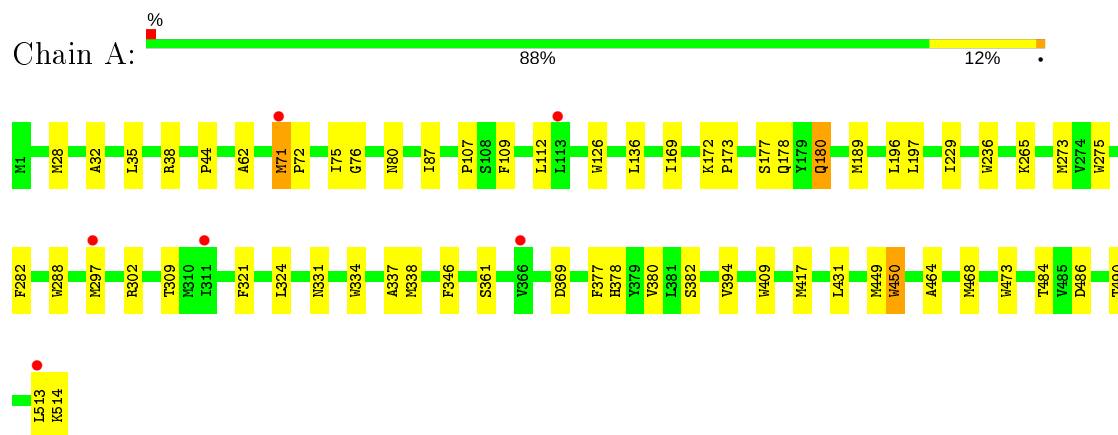 %
Chain A:
88% 12% •
M1 M28 A32 L35 R38 P44 A62 M71 P72 I75 G76 N80 I87 P107 S108 F109 L112 L113 W126 L136 I169 K172 P173 S177 Q178 Y179 Q180 M189 L196 L197 I229 W236 K265 M273 V274 W275
F282 W288 M297 R302 T309 M310 I311 F321 L324 N331 W334 A337 M338 F346 S361 V366 D369 F377 H378 Y379 V380 L381 S382 V394 W409 M417 L431 M449 W450 A464 M468 W473 T484 V485 D486 T490
L513 K514